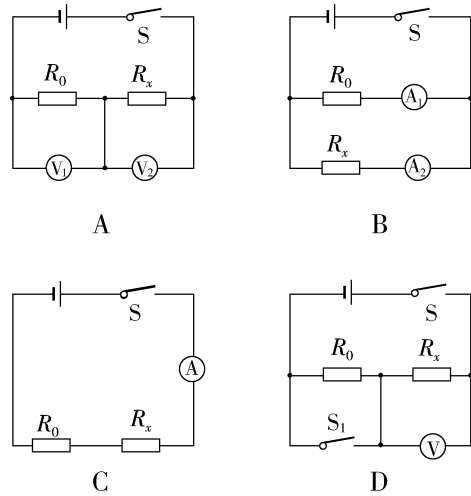 S
S
R₀
Rₓ
R₀
A₁
Rₓ
V₁
V₂
A₂
A
B
S
S
R₀
Rₓ
A
S₁
R₀
Rₓ
V
C
D